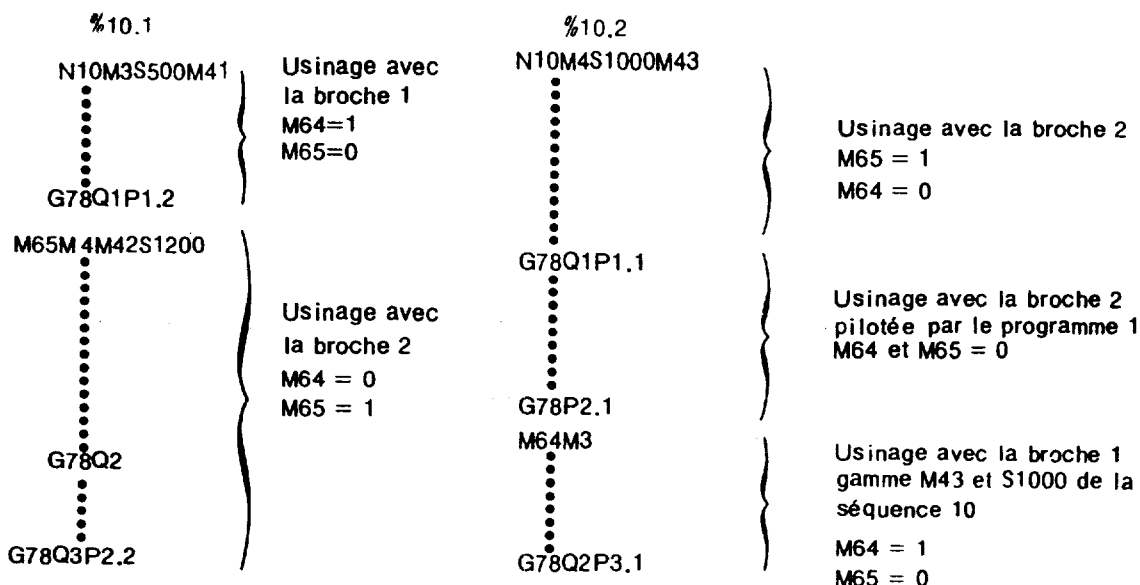 %10.1
N10M3S500M41
Usinage avec
la broche 1
M64=1
M65=0
G78Q1P1.2
M65M4M42S1200
Usinage avec
la broche 2
M64 = 0
M65 = 1
G78Q2
G78Q3P2.2
%10.2
N10M4S1000M43
Usinage avec la broche 2
M65 = 1
M64 = 0
G78Q1P1.1
Usinage avec la broche 2
pilotée par le programme 1
M64 et M65 = 0
G78P2.1
M64M3
Usinage avec la broche 1
gamme M43 et S1000 de la
séquence 10
M64 = 1
M65 = 0
G78Q2P3.1